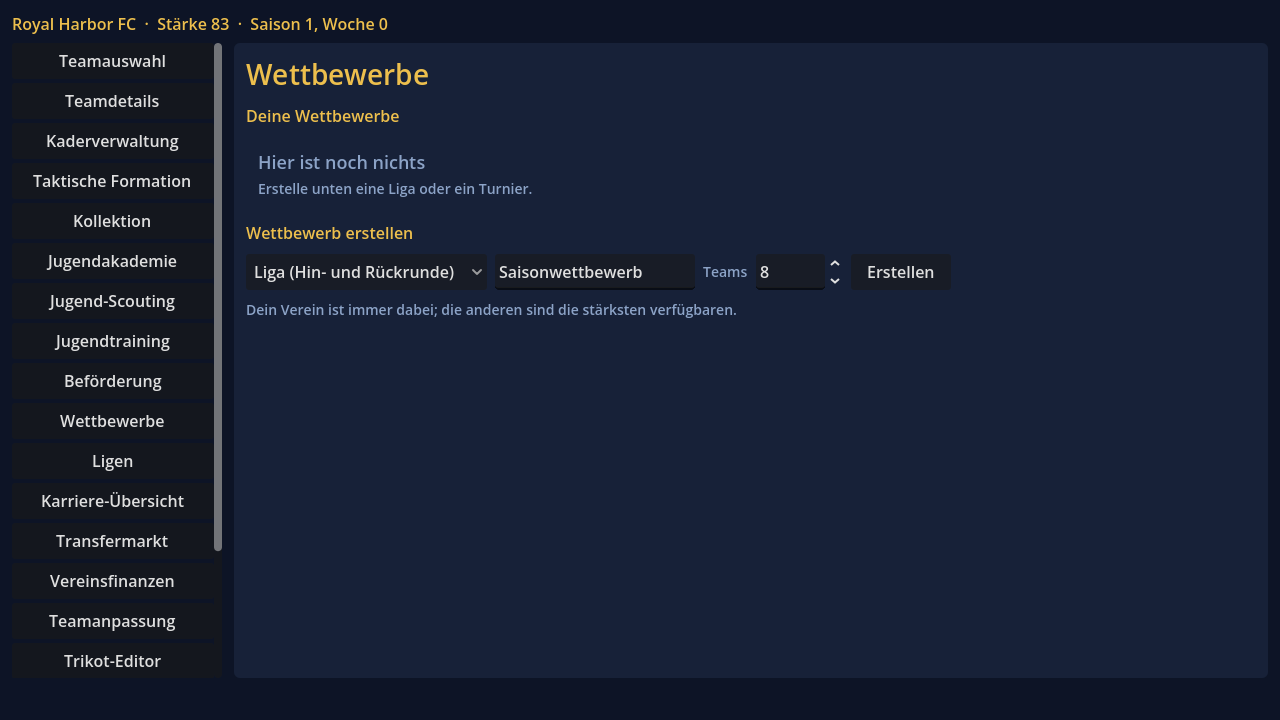 Royal Harbor FC · Stärke 83 · Saison 1, Woche 0
Teamauswahl
Teamdetails
Kaderverwaltung
Taktische Formation
Kollektion
Jugendakademie
Jugend-Scouting
Jugendtraining
Beförderung
Wettbewerbe
Ligen
Karriere-Übersicht
Transfermarkt
Vereinsfinanzen
Teamanpassung
Trikot-Editor
Wettbewerbe
Deine Wettbewerbe
Hier ist noch nichts
Erstelle unten eine Liga oder ein Turnier.
Wettbewerb erstellen
Liga (Hin- und Rückrunde) Saisonwettbewerb Teams 8 Erstellen
Dein Verein ist immer dabei; die anderen sind die stärksten verfügbaren.